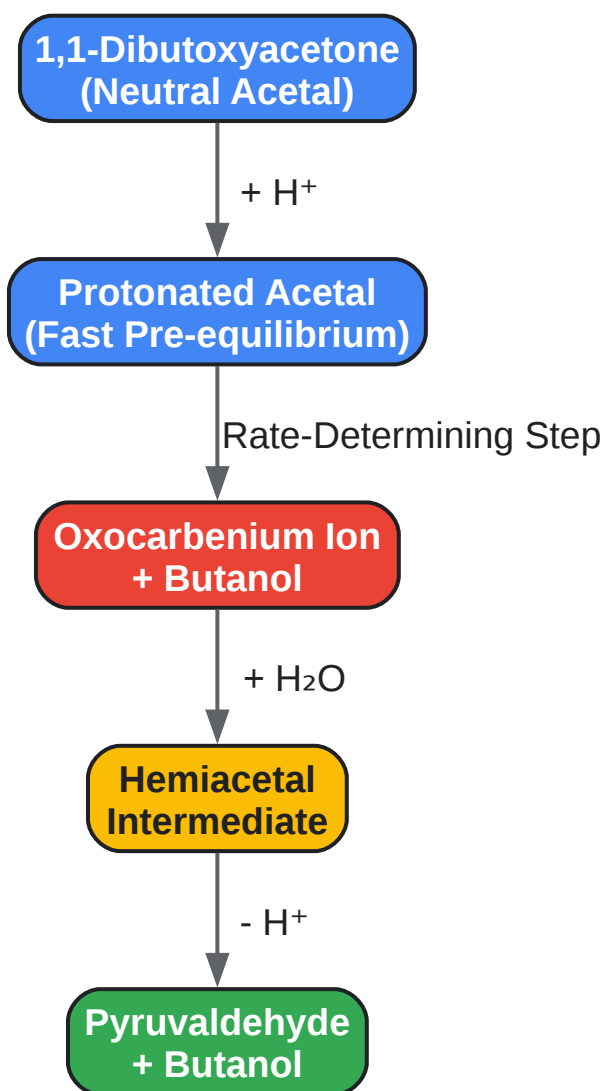 1,1-Dibutoxyacetone
(Neutral Acetal)
+ H⁺
Protonated Acetal
(Fast Pre-equilibrium)
Rate-Determining Step
Oxocarbenium Ion
+ Butanol
+ H₂O
Hemiacetal
Intermediate
- H⁺
Pyruvaldehyde
+ Butanol